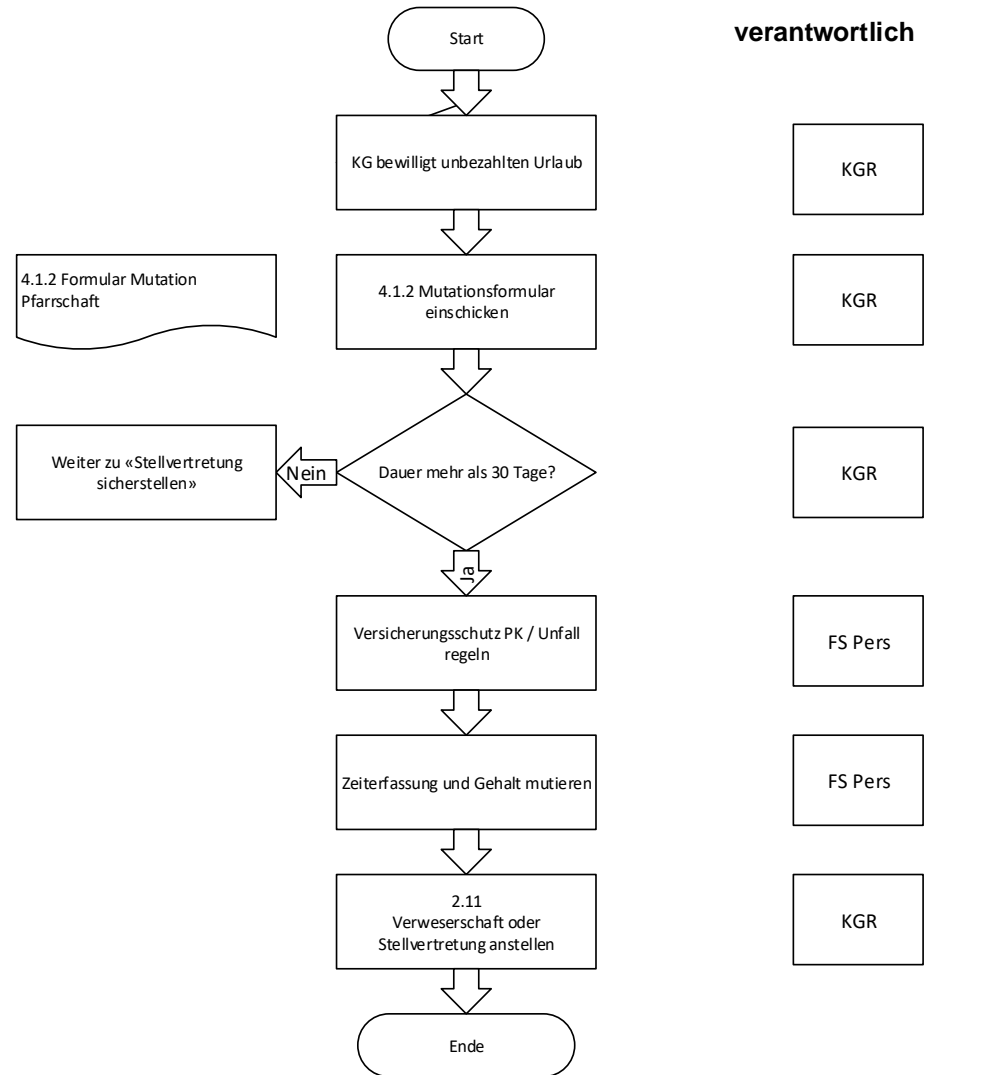 Start
verantwortlich
KG bewilligt unbezahlten Urlaub
KGR
4.1.2 Formular Mutation
Pfarrschaft
4.1.2 Mutationsformular
einschicken
KGR
Weiter zu «Stellvertretung
sicherstellen»
Nein
Dauer mehr als 30 Tage?
KGR
Ja
Versicherungsschutz PK / Unfall
regeln
FS Pers
Zeiterfassung und Gehalt mutieren
FS Pers
2.11
Verweserschaft oder
Stellvertretung anstellen
KGR
Ende